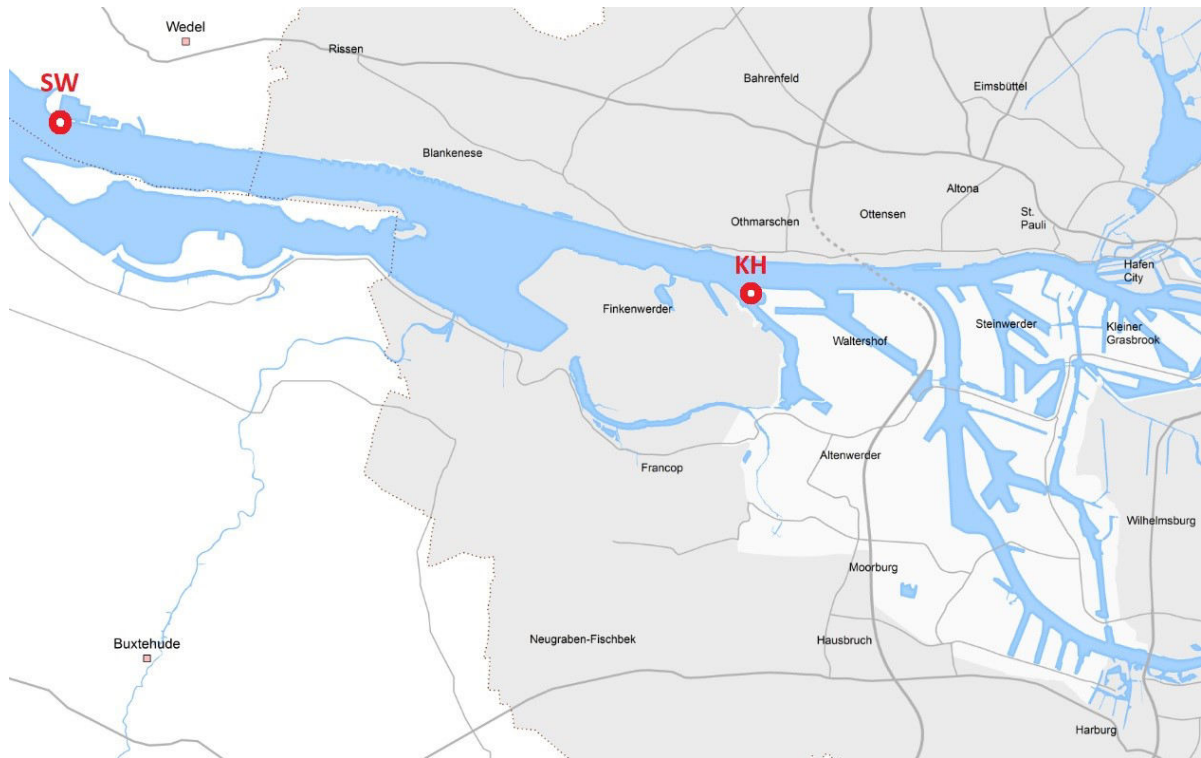 Wedel
Rissen
SW
Bahrenfeld
Eimsbüttel
Blankenese
Altona
Othmarschen
Ottensen
St.
Pauli
KH
Hafen
City
Finkenwerder
Waltershof
Steinwerder
Kleiner
Grasbrook
Francop
Altenwerder
Wilhelmsburg
Moorburg
Buxtehude
Neugraben-Fischbek
Hausbruch
Harburg